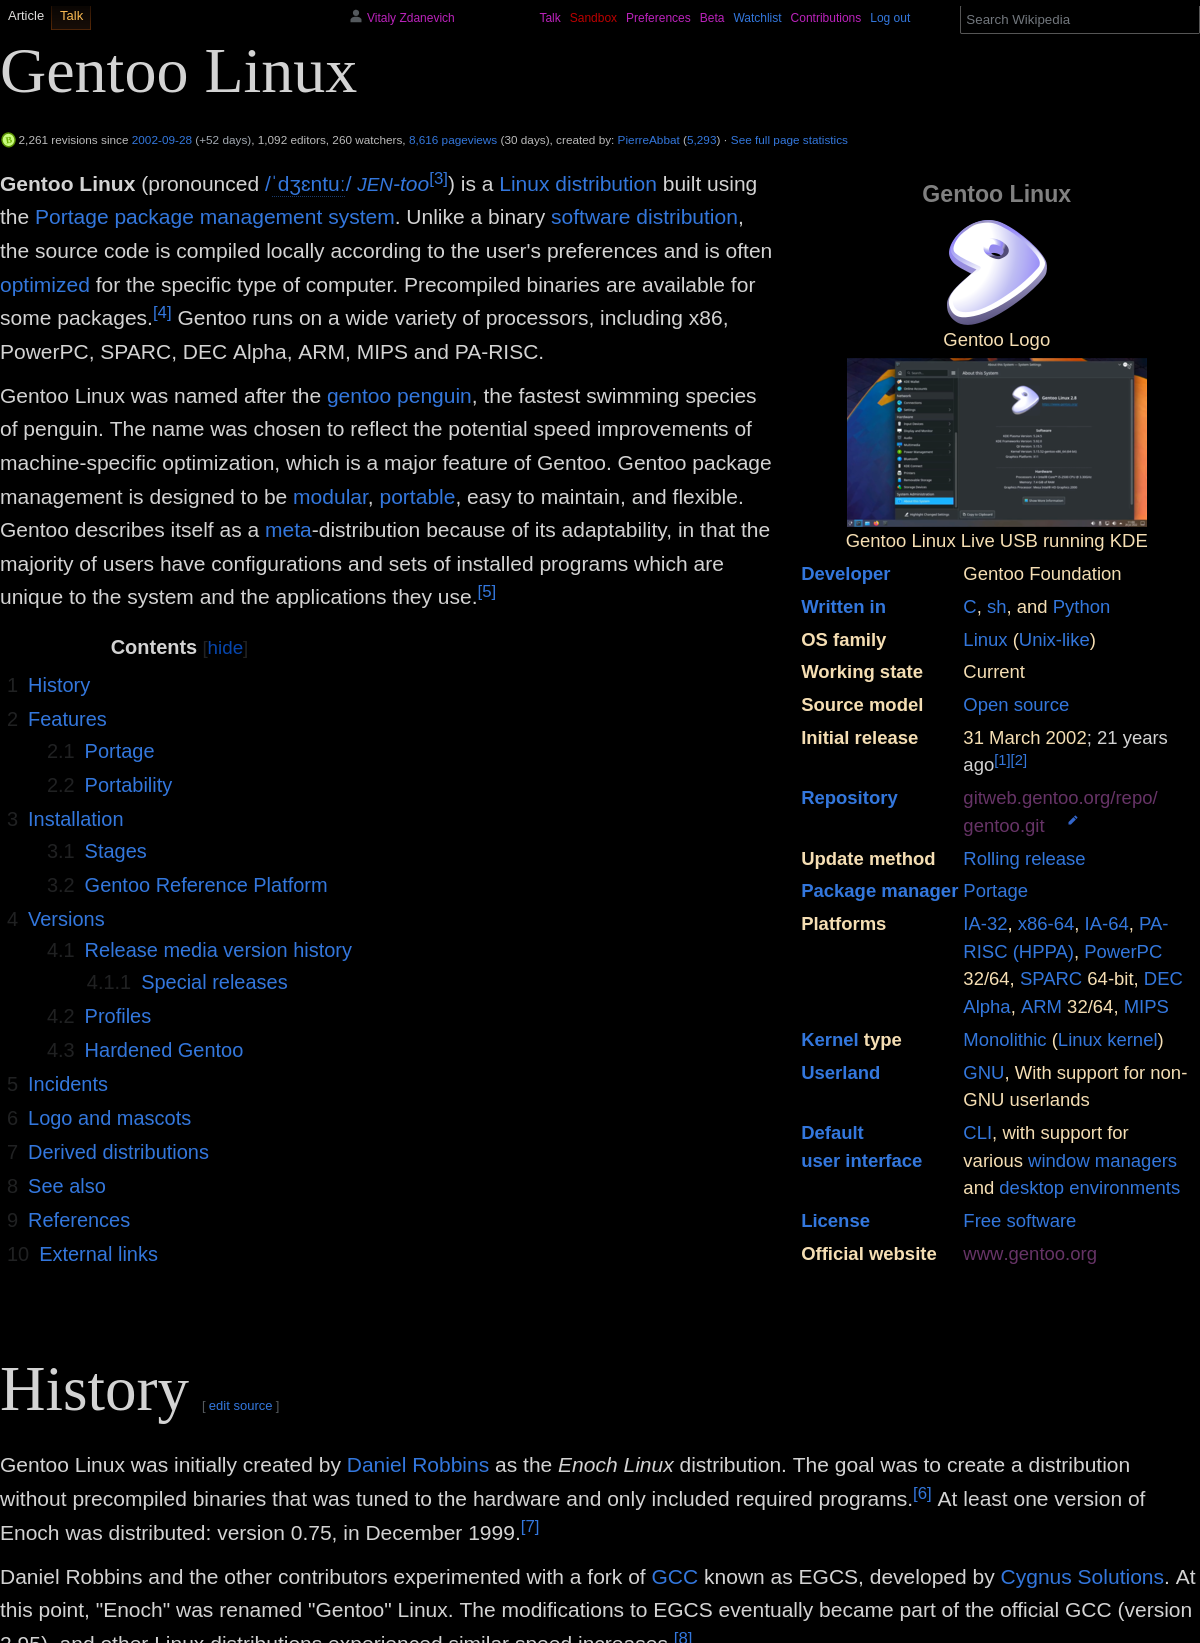 Article Talk Vitaly Zdanevich Talk Sandbox Preferences Beta Watchlist Contributions Log out Search Wikipedia
Gentoo Linux
2,261 revisions since 2002-09-28 (+52 days), 1,092 editors, 260 watchers, 8,616 pageviews (30 days), created by: PierreAbbat (5,293) · See full page statistics
Gentoo Linux (pronounced /ˈdʒɛntuː/ JEN-too[3]) is a Linux distribution built using
the Portage package management system. Unlike a binary software distribution,
the source code is compiled locally according to the user's preferences and is often
optimized for the specific type of computer. Precompiled binaries are available for
some packages.[4] Gentoo runs on a wide variety of processors, including x86,
PowerPC, SPARC, DEC Alpha, ARM, MIPS and PA-RISC.
Gentoo Linux was named after the gentoo penguin, the fastest swimming species
of penguin. The name was chosen to reflect the potential speed improvements of
machine-specific optimization, which is a major feature of Gentoo. Gentoo package
management is designed to be modular, portable, easy to maintain, and flexible.
Gentoo describes itself as a meta-distribution because of its adaptability, in that the
majority of users have configurations and sets of installed programs which are
unique to the system and the applications they use.[5]
Contents [hide]
1 History
2 Features
2.1 Portage
2.2 Portability
3 Installation
3.1 Stages
3.2 Gentoo Reference Platform
4 Versions
4.1 Release media version history
4.1.1 Special releases
4.2 Profiles
4.3 Hardened Gentoo
5 Incidents
6 Logo and mascots
7 Derived distributions
8 See also
9 References
10 External links
Gentoo Linux
Gentoo Logo
About this System
Gentoo Linux 2.8
Software
Hardware
Gentoo Linux Live USB running KDE
Developer Gentoo Foundation
Written in C, sh, and Python
OS family Linux (Unix-like)
Working state Current
Source model Open source
Initial release 31 March 2002; 21 years
ago[1][2]
Repository gitweb.gentoo.org/repo/
gentoo.git
Update method Rolling release
Package manager Portage
Platforms IA-32, x86-64, IA-64, PA-
RISC (HPPA), PowerPC
32/64, SPARC 64-bit, DEC
Alpha, ARM 32/64, MIPS
Kernel type Monolithic (Linux kernel)
Userland GNU, With support for non-
GNU userlands
Default CLI, with support for
user interface various window managers
and desktop environments
License Free software
Official website www.gentoo.org
History [ edit source ]
Gentoo Linux was initially created by Daniel Robbins as the Enoch Linux distribution. The goal was to create a distribution
without precompiled binaries that was tuned to the hardware and only included required programs.[6] At least one version of
Enoch was distributed: version 0.75, in December 1999.[7]
Daniel Robbins and the other contributors experimented with a fork of GCC known as EGCS, developed by Cygnus Solutions. At
this point, "Enoch" was renamed "Gentoo" Linux. The modifications to EGCS eventually became part of the official GCC (version
2.95), and other Linux distributions experienced similar speed increases.[8]